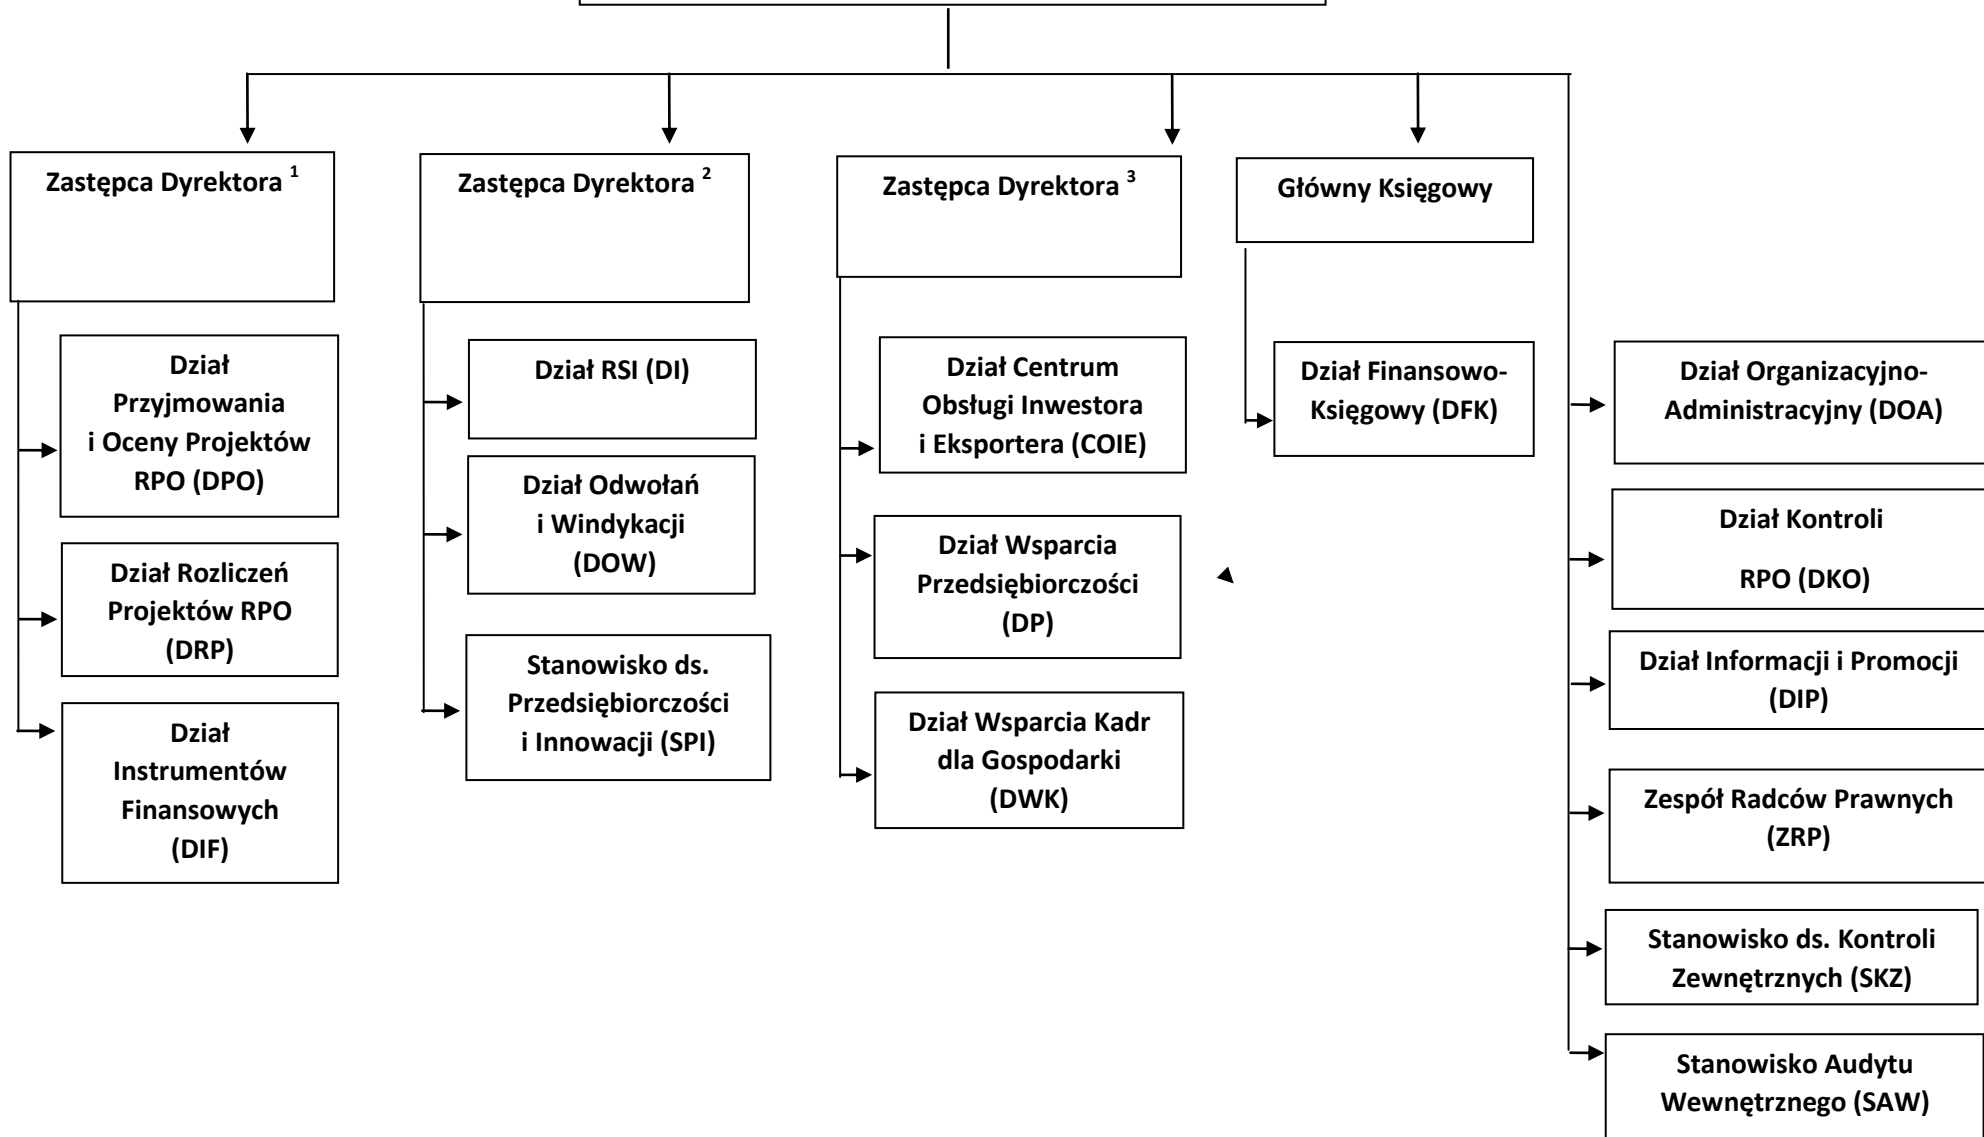 Zastępca Dyrektora 1
Zastępca Dyrektora 2
Zastępca Dyrektora 3
Główny Księgowy
Dział
Przyjmowania
i Oceny Projektów
RPO (DPO)
Dział Rozliczeń
Projektów RPO
(DRP)
Dział
Instrumentów
Finansowych
(DIF)
Dział RSI (DI)
Dział Odwołań
i Windykacji
(DOW)
Stanowisko ds.
Przedsiębiorczości
i Innowacji (SPI)
Dział Centrum
Obsługi Inwestora
i Eksportera (COIE)
Dział Wsparcia
Przedsiębiorczości
(DP)
Dział Wsparcia Kadr
dla Gospodarki
(DWK)
Dział Finansowo-
Księgowy (DFK)
Dział Organizacyjno-
Administracyjny (DOA)
Dział Kontroli
RPO (DKO)
Dział Informacji i Promocji
(DIP)
Zespół Radców Prawnych
(ZRP)
Stanowisko ds. Kontroli
Zewnętrznych (SKZ)
Stanowisko Audytu
Wewnętrznego (SAW)